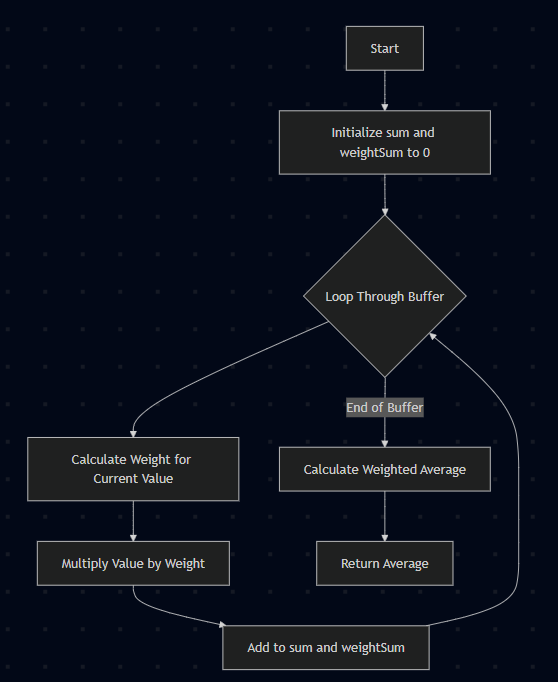 Start
Initialize sum and
weightSum to 0
Loop Through Buffer
End of Buffer
Calculate Weight for
Current Value
Calculate Weighted Average
Multiply Value by Weight
Return Average
Add to sum and weightSum